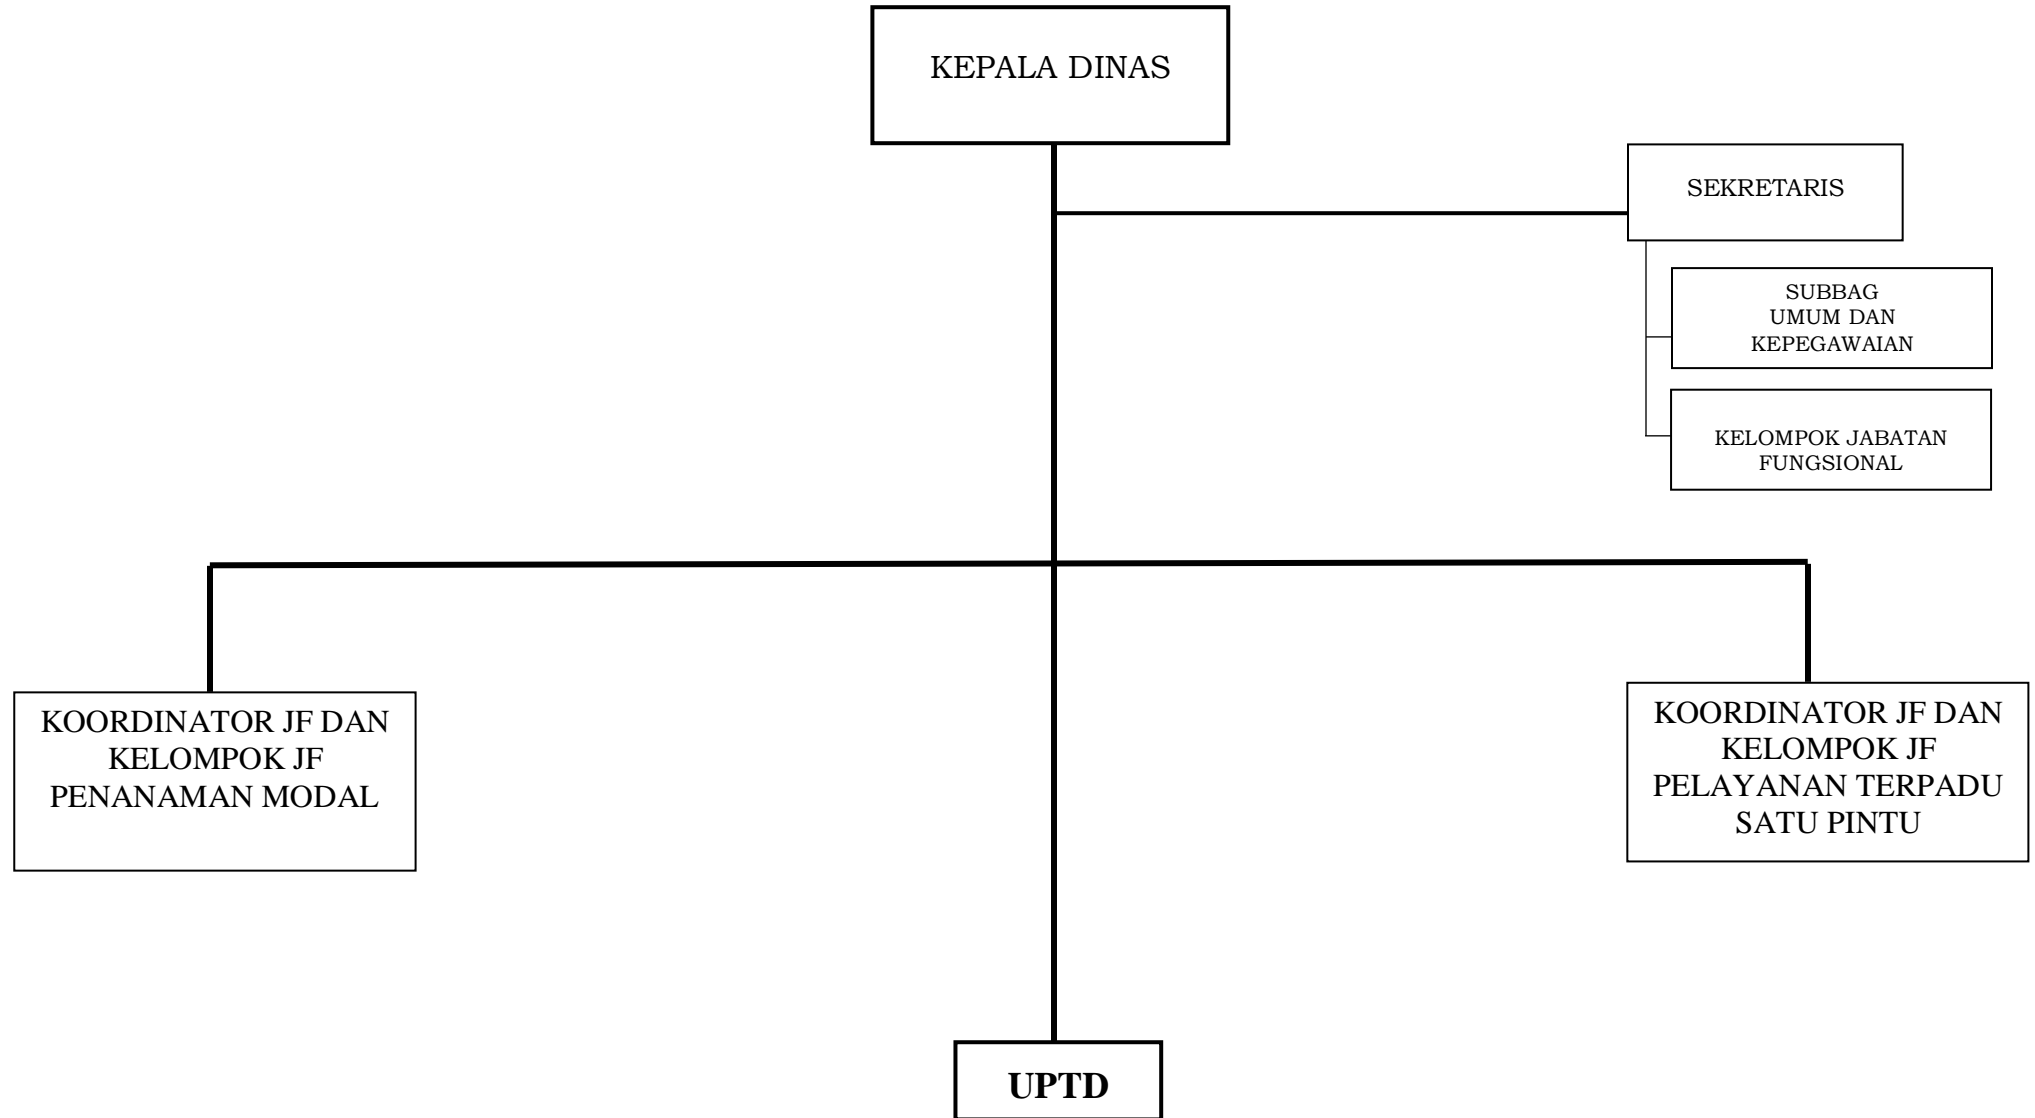 KEPALA DINAS
SEKRETARIS
SUBBAG
UMUM DAN
KEPEGAWAIAN
KELOMPOK JABATAN
FUNGSIONAL
KOORDINATOR JF DAN
KELOMPOK JF
PENANAMAN MODAL
KOORDINATOR JF DAN
KELOMPOK JF
PELAYANAN TERPADU
SATU PINTU
UPTD